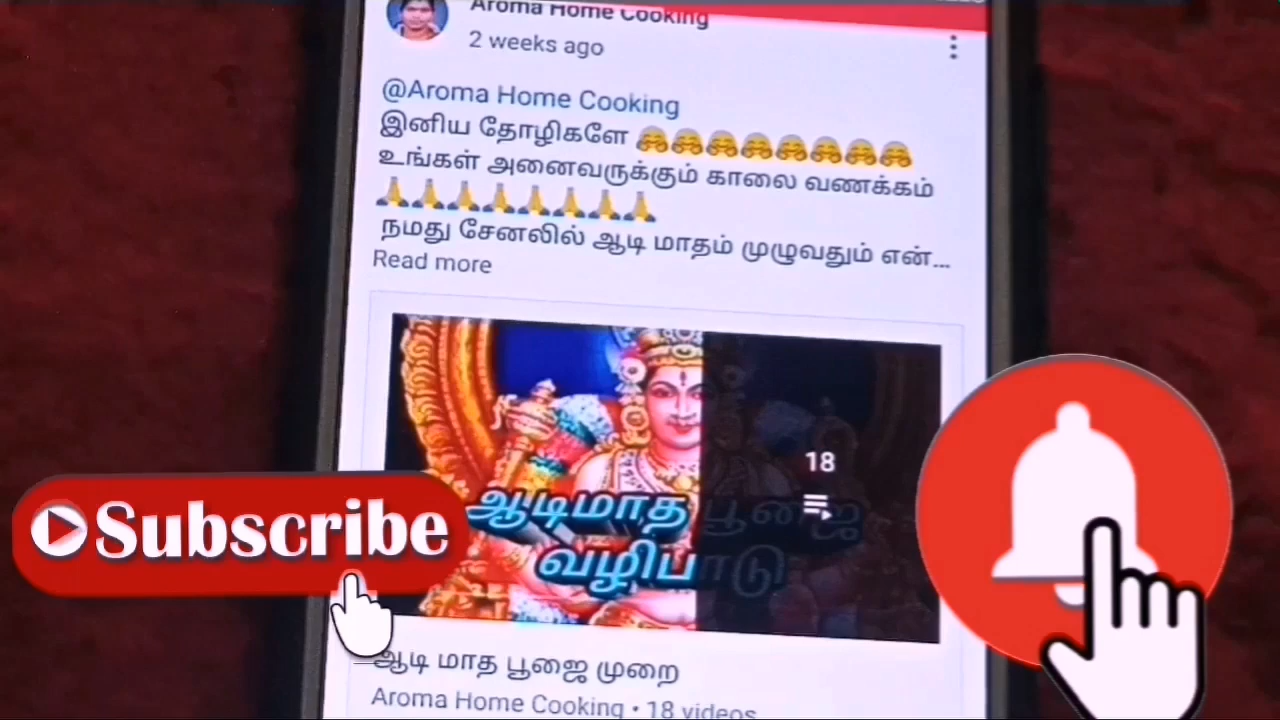 Aroma Home Cooking
2 weeks ago
@Aroma Home Cooking
இனிய தோழிகளே 🤗🤗🤗🤗🤗🤗🤗🤗
உங்கள் அனைவருக்கும் காலை வணக்கம்
🙏🙏🙏🙏🙏🙏🙏🙏
நமது சேனலில் ஆடி மாதம் முழுவதும் என்...
Read more
18
ஆடிமாத பூஜை
வழிபாடு
Subscribe
ஆடி மாத பூஜை முறை
Aroma Home Cooking • 18 videos